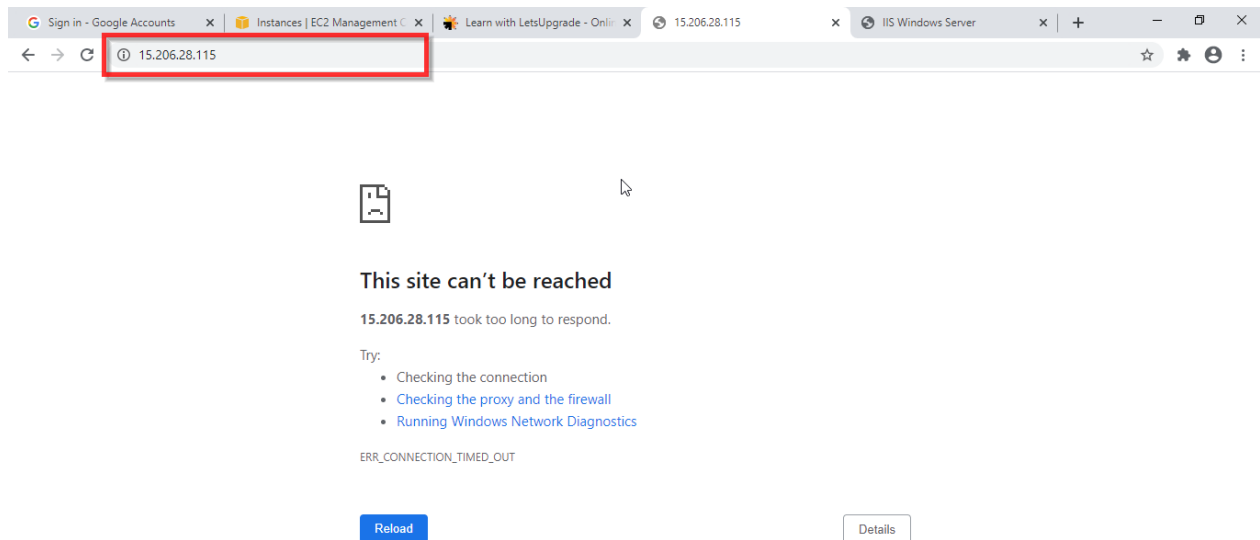 Sign in - Google Accounts
Instances | EC2 Management C
Learn with LetsUpgrade - Onlin
15.206.28.115
IIS Windows Server
15.206.28.115
This site can't be reached
15.206.28.115 took too long to respond.
Try:
• Checking the connection
• Checking the proxy and the firewall
• Running Windows Network Diagnostics
ERR_CONNECTION_TIMED_OUT
Reload
Details